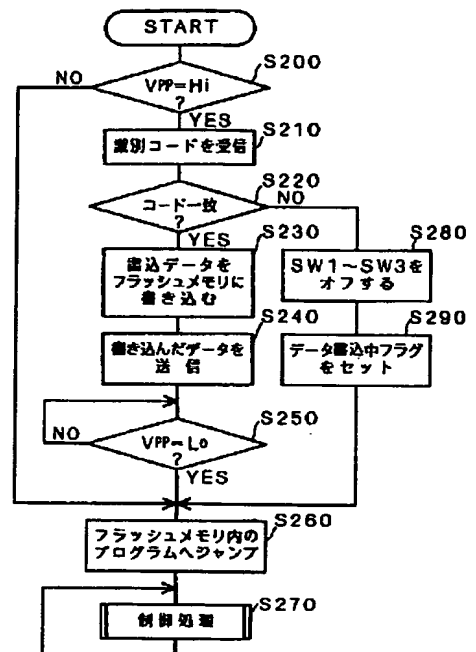 START
S200
NO
VPP=Hi
?
YES
S210
識別コードを受信
S220
コード一致
?
NO
YES
S230
書込データを
フラッシュメモリに
書き込む
S280
SW1～SW3を
オフする
S240
書き込んだデータを
送信
S290
データ書込中フラグ
をセット
S250
NO
VPP=Lo
?
YES
S260
フラッシュメモリ内の
プログラムへジャンプ
S270
制御処理